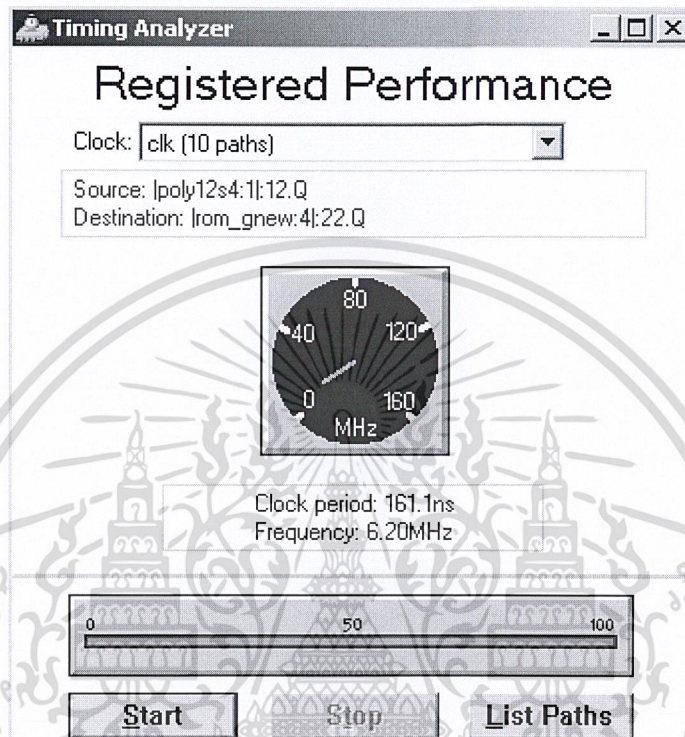 Timing Analyzer
Registered Performance
Clock: clk (10 paths)
Source: |poly12s4:1|:12.Q
Destination: |rom_gnew:4|:22.Q
80
40 120
0 160
MHz
Clock period: 161.1ns
Frequency: 6.20MHz
0 50 100
Start Stop List Paths